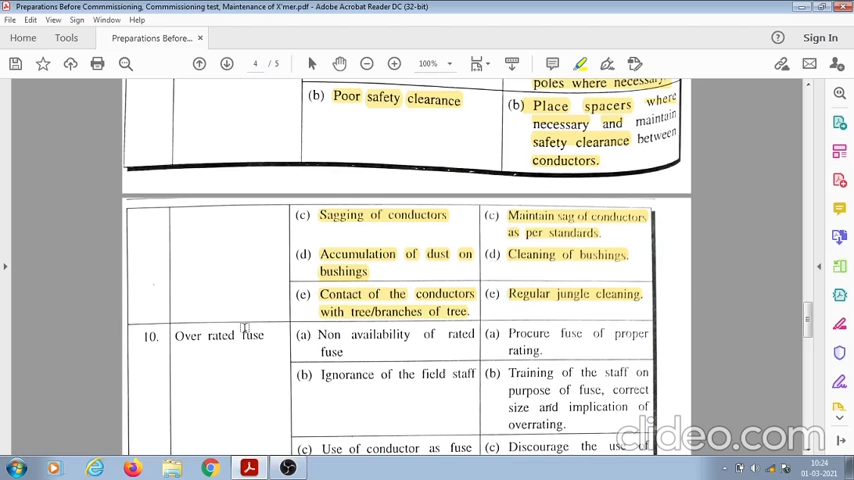 Preparations Before Commmissioning, Commmissioning test, Maintenance of X'mer.pdf - Adobe Acrobat Reader DC (32-bit)
File Edit View Sign Window Help
Home Tools Preparations Before... × Sign In
4 / 5 100%
poles where necessary.
(b) Poor safety clearance
(b) Place spacers where
necessary and maintain
safety clearance between
conductors.
(c) Sagging of conductors
(c) Maintain sag of conductors
as per standards.
(d) Accumulation of dust on
bushings
(d) Cleaning of bushings.
(e) Contact of the conductors
with tree/branches of tree.
(e) Regular jungle cleaning.
10. Over rated fuse
(a) Non availability of rated
fuse
(a) Procure fuse of proper
rating.
(b) Ignorance of the field staff
(b) Training of the staff on
purpose of fuse, correct
size and implication of
overrating.
(c) Use of conductor as fuse
(c) Discourage the use of
clideo.com
10:24
01-03-2021